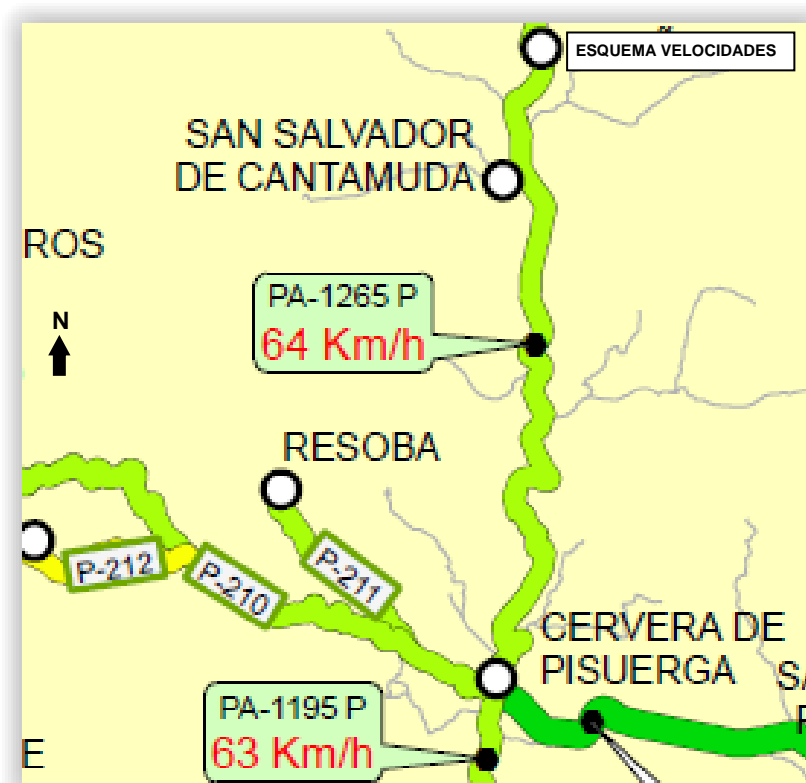 ESQUEMA VELOCIDADES
SAN SALVADOR
DE CANTAMUDA
ROS
PA-1265 P
64 Km/h
N
RESOBA
P-212
P-210
P-211
CERVERA DE
PISUERGA
SA
PA-1195 P
63 Km/h
E